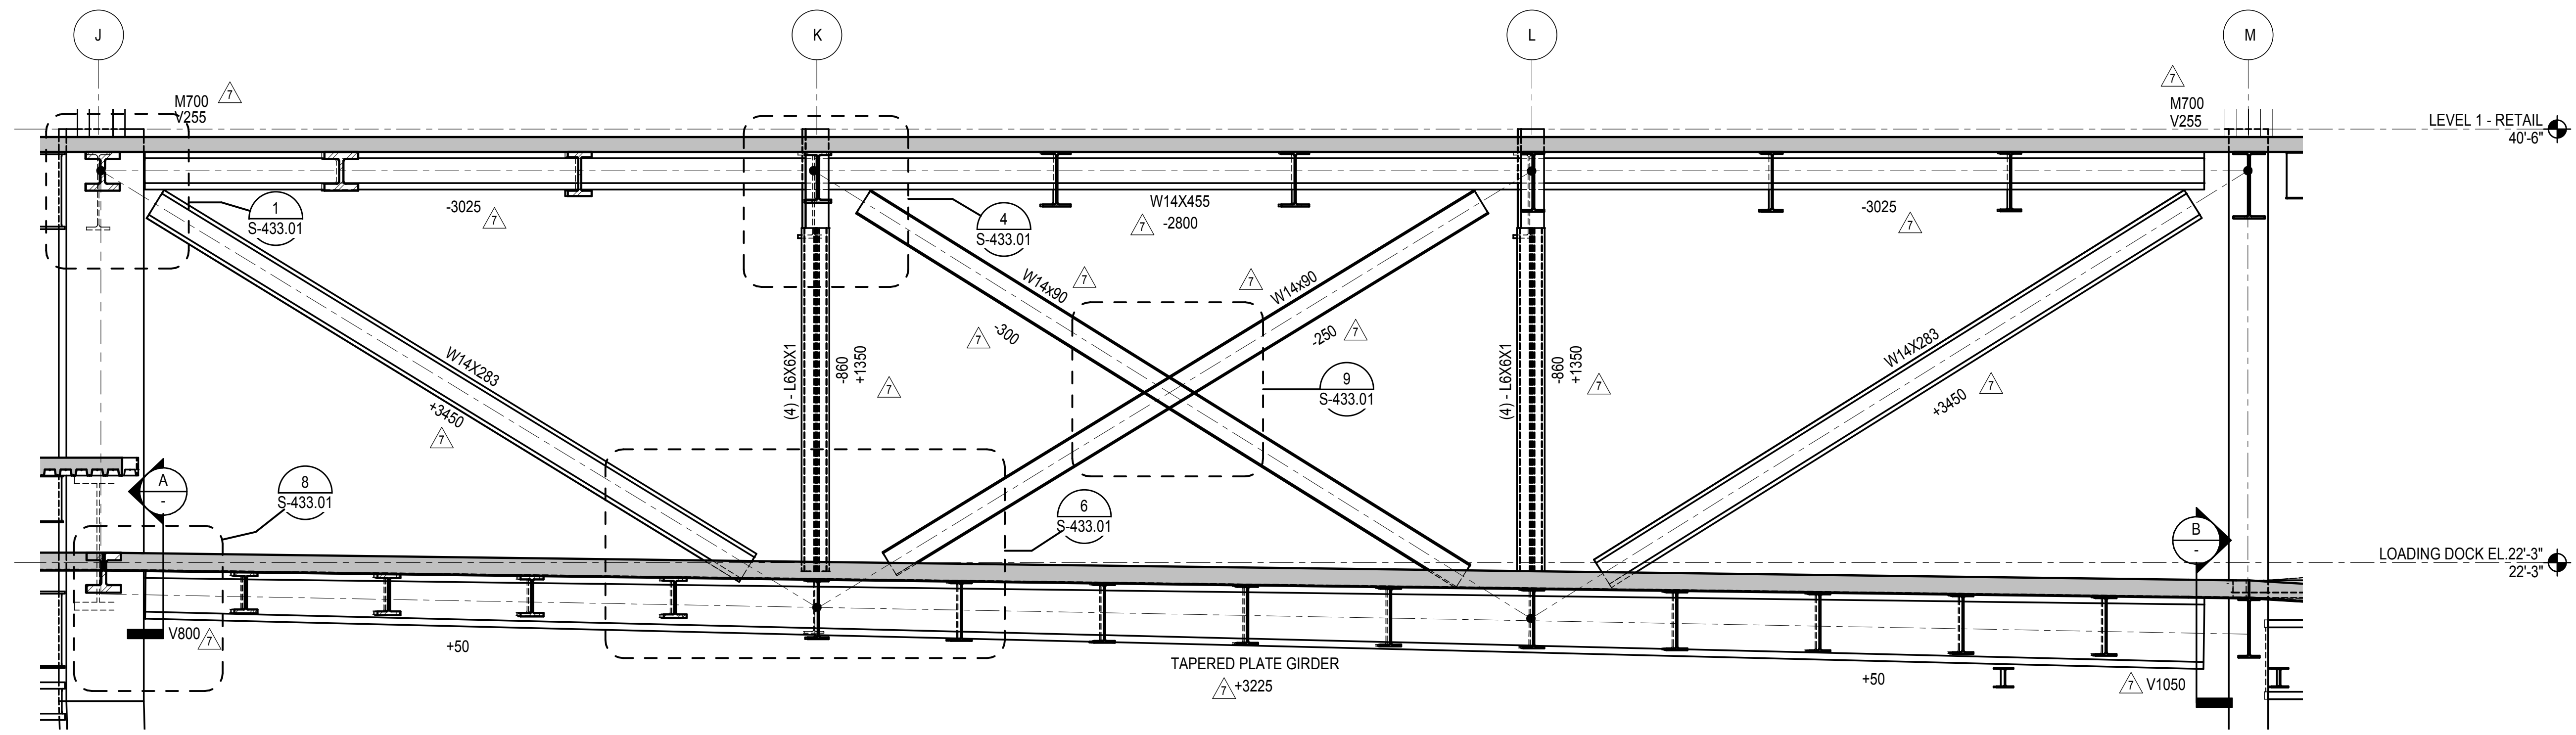 J
K
L
M
M700
V255
7
7
M700
V255
LEVEL 1 - RETAIL
40'-6"
1
S-433.01
-3025
7
4
S-433.01
W14X455
-2800
7
-3025
7
W14x90
7
7
W14x90
-300
7
-250
7
W14X283
+3450
7
(4) - L6X6X1
-860
+1350
7
9
S-433.01
(4) - L6X6X1
-860
+1350
7
W14X283
+3450
7
A
-
8
S-433.01
6
S-433.01
B
-
LOADING DOCK EL.22'-3"
22'-3"
V800
7
+50
TAPERED PLATE GIRDER
7
+3225
+50
7
V1050